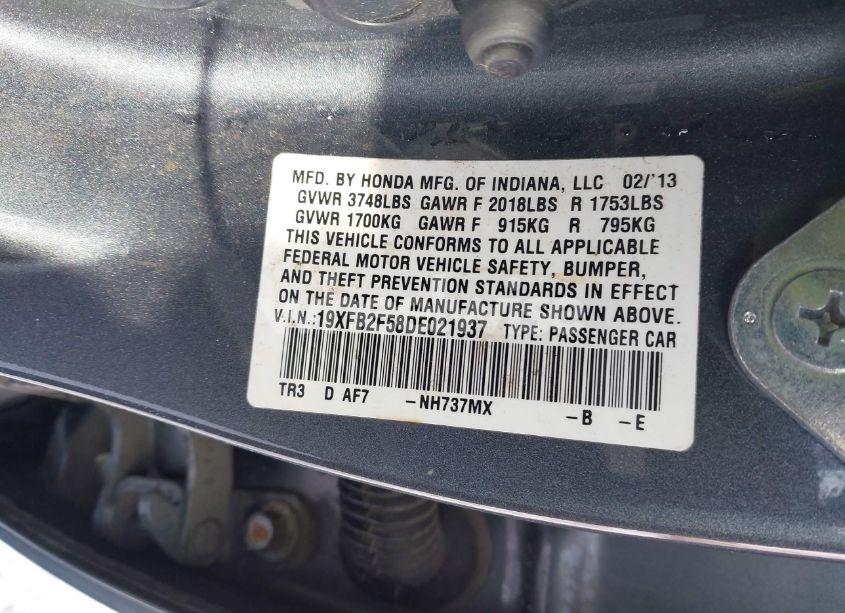 MFD. BY HONDA MFG. OF INDIANA, LLC 02/'13
GVWR 3748LBS GAWR F 2018LBS R 1753LBS
GVWR 1700KG GAWR F 915KG R 795KG
THIS VEHICLE CONFORMS TO ALL APPLICABLE
FEDERAL MOTOR VEHICLE SAFETY, BUMPER,
AND THEFT PREVENTION STANDARDS IN EFFECT
ON THE DATE OF MANUFACTURE SHOWN ABOVE.
V.I.N.:19XFB2F58DE021937 TYPE: PASSENGER CAR
TR3 D AF7 -NH737MX -B -E